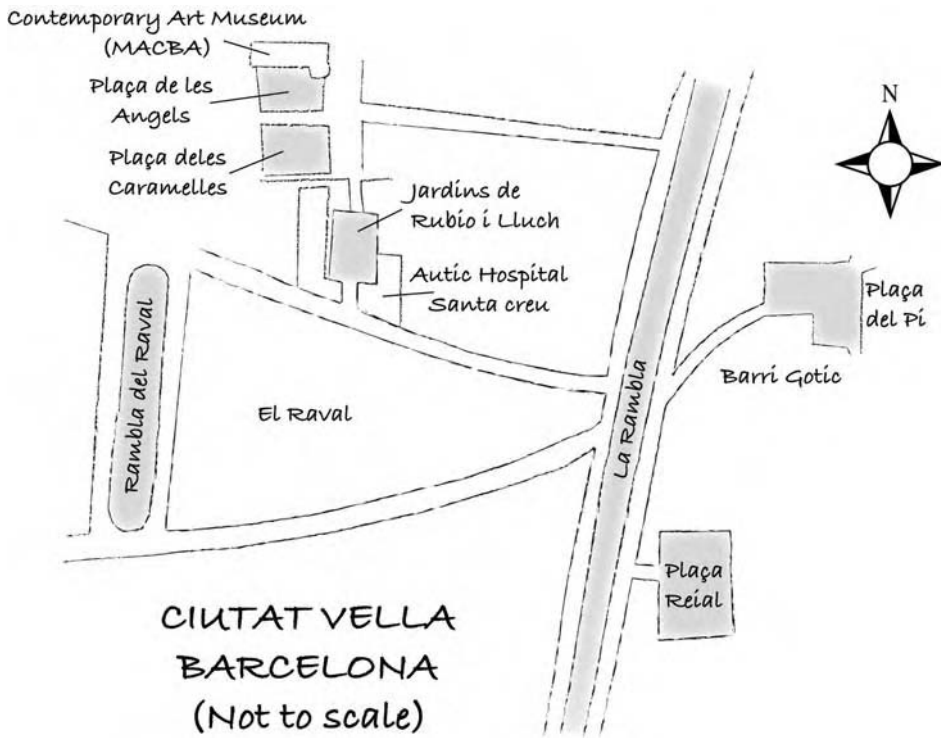 Contemporary Art Museum
(MACBA)
Plaça de les
Angels
Plaça deles
Caramelles
Jardins de
Rubio i Lluch
Autic Hospital
Santa creu
N
Plaça
del Pi
Barri Gotic
La Rambla
El Raval
Rambla del Raval
Plaça
Reial
CIUTAT VELLA
BARCELONA
(Not to scale)